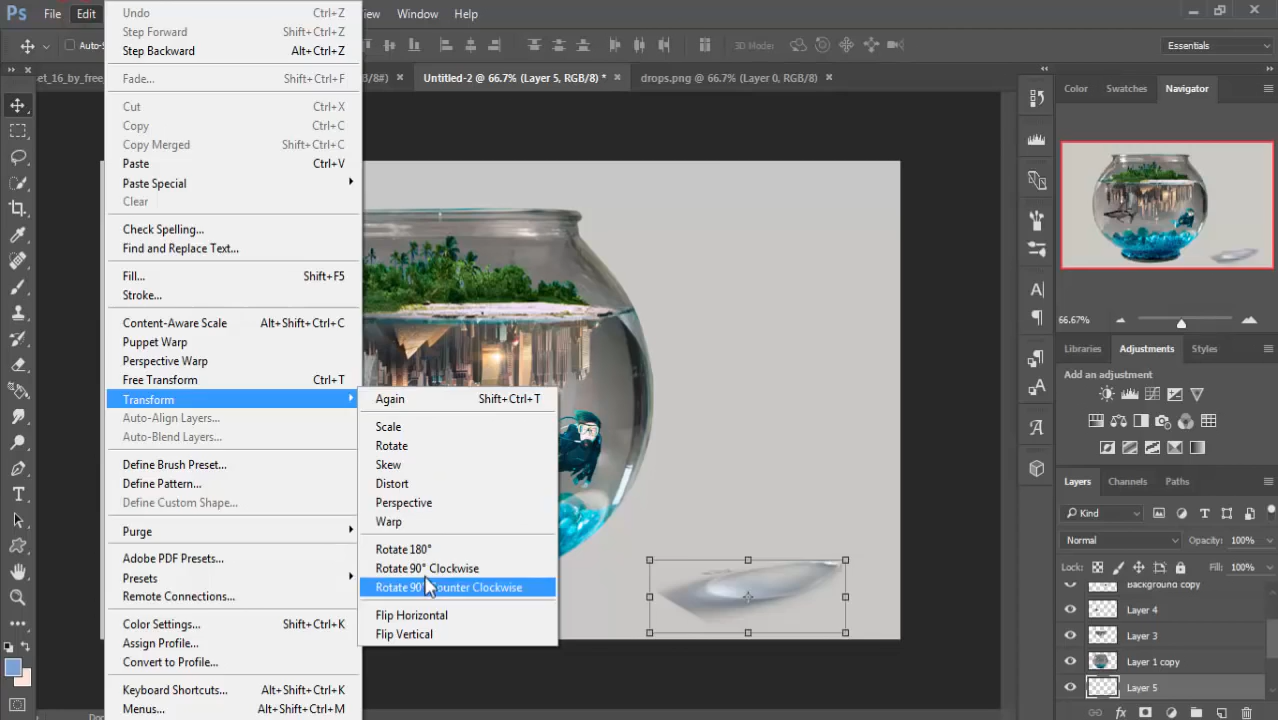 Ps File Edit iew Window Help
Auto-S 3D Mode: Essentials
et_16_by_free_ B/8#) × Untitled-2 @ 66.7% (Layer 5, RGB/8) * × drops.png @ 66.7% (Layer 0, RGB/8) ×
Undo Ctrl+Z
Step Forward Shift+Ctrl+Z
Step Backward Alt+Ctrl+Z
Fade... Shift+Ctrl+F
Cut Ctrl+X
Copy Ctrl+C
Copy Merged Shift+Ctrl+C
Paste Ctrl+V
Paste Special
Clear
Check Spelling...
Find and Replace Text...
Fill... Shift+F5
Stroke...
Content-Aware Scale Alt+Shift+Ctrl+C
Puppet Warp
Perspective Warp
Free Transform Ctrl+T
Transform
Auto-Align Layers...
Auto-Blend Layers...
Define Brush Preset...
Define Pattern...
Define Custom Shape...
Purge
Adobe PDF Presets...
Presets
Remote Connections...
Color Settings... Shift+Ctrl+K
Assign Profile...
Convert to Profile...
Keyboard Shortcuts... Alt+Shift+Ctrl+K
Menus... Alt+Shift+Ctrl+M
Again Shift+Ctrl+T
Scale
Rotate
Skew
Distort
Perspective
Warp
Rotate 180°
Rotate 90° Clockwise
Rotate 90° Counter Clockwise
Flip Horizontal
Flip Vertical
Color Swatches Navigator
66.67%
Libraries Adjustments Styles
Add an adjustment
Layers Channels Paths
Kind
Normal Opacity: 100%
Lock: Fill: 100%
Background copy
Layer 4
Layer 3
Layer 1 copy
Layer 5
fx